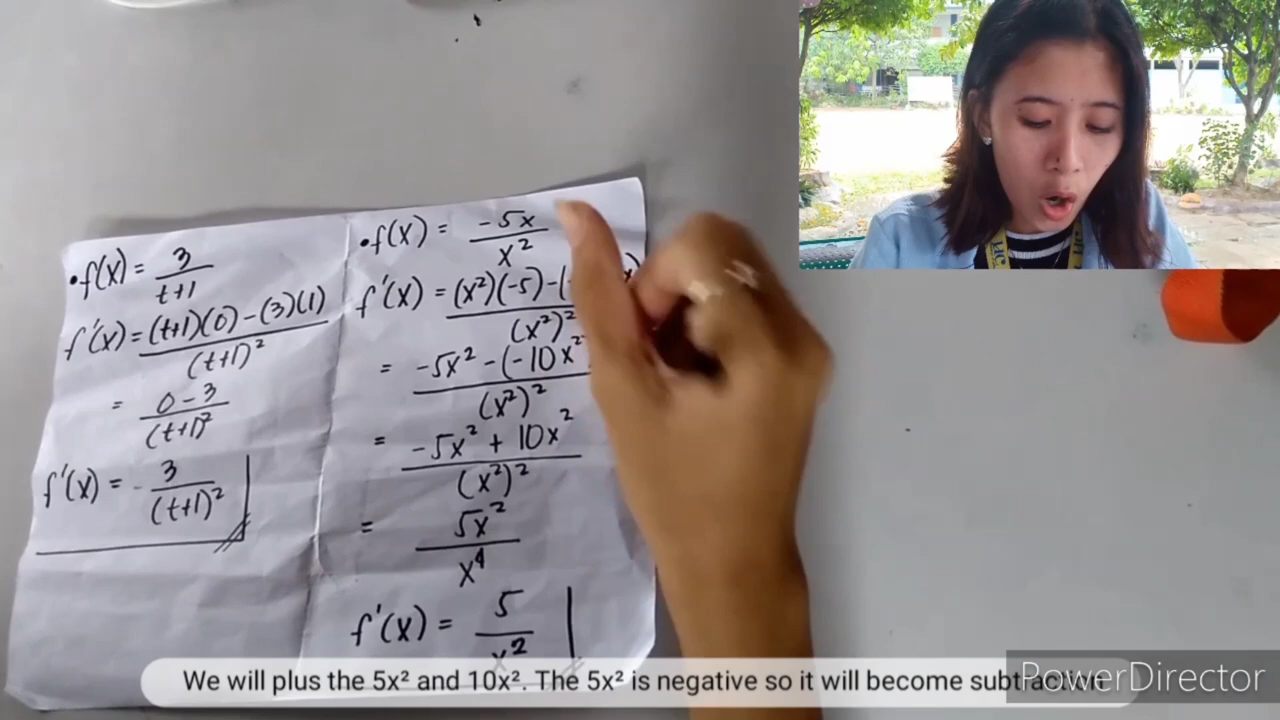 •f(x) = 3/(t+1)
f'(x) = (t+1)(0) - (3)(1)/(t+1)²
= 0 - 3/(t+1)²
f'(x) = - 3/(t+1)²
•f(x) = -5x/x²
f'(x) = (x²)(-5) - (- x)/(x²)²
= -5x² - (-10x²/(x²)²
= -5x² + 10x²/(x²)²
= 5x²/x⁴
f'(x) = 5/x²
We will plus the 5x² and 10x². The 5x² is negative so it will become
PowerDirector